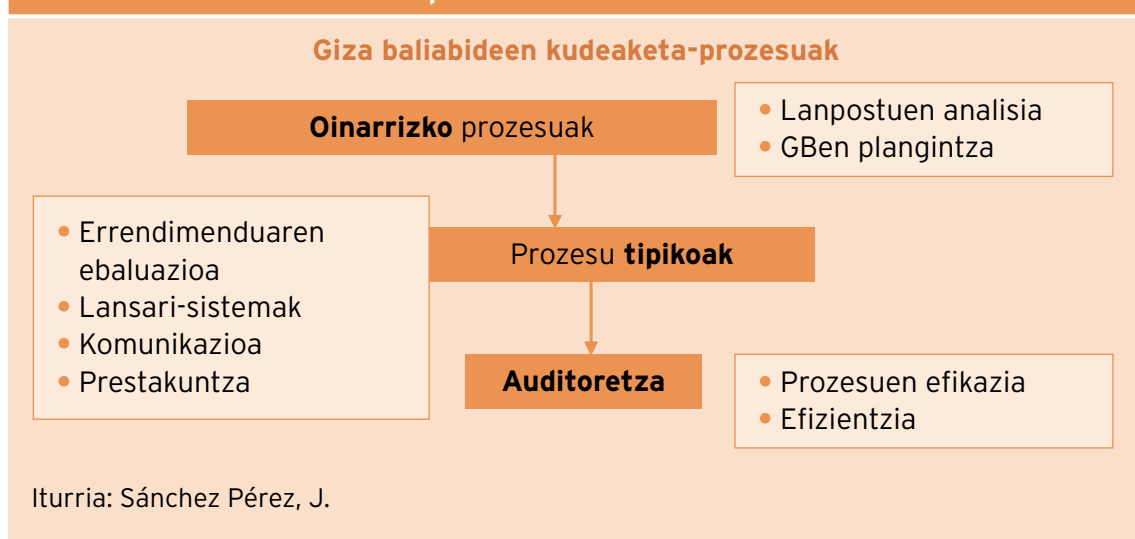 Giza baliabideen kudeaketa-prozesuak
Oinarrizko prozesuak
• Lanpostuen analisia
• GBen plangintza
• Errendimenduaren
ebaluazioa
• Lansari-sistemak
• Komunikazioa
• Prestakuntza
Prozesu tipikoak
Auditoretza
• Prozesuen efikazia
• Efizientzia
Iturria: Sánchez Pérez, J.